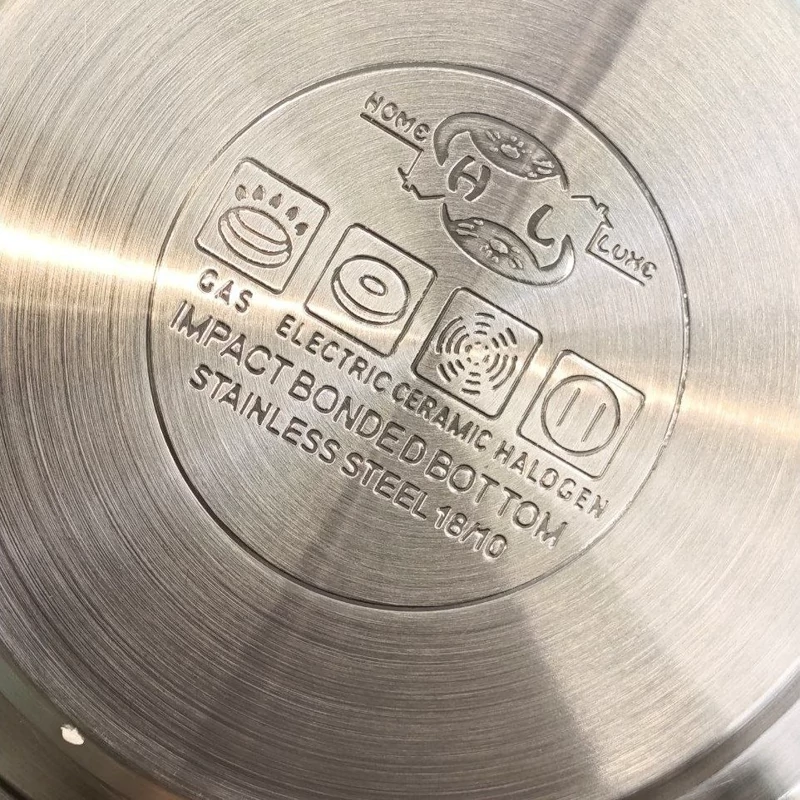 HOME
H L
LUXE
GAS ELECTRIC CERAMIC HALOGEN
IMPACT BONDED BOTTOM
STAINLESS STEEL 18/10